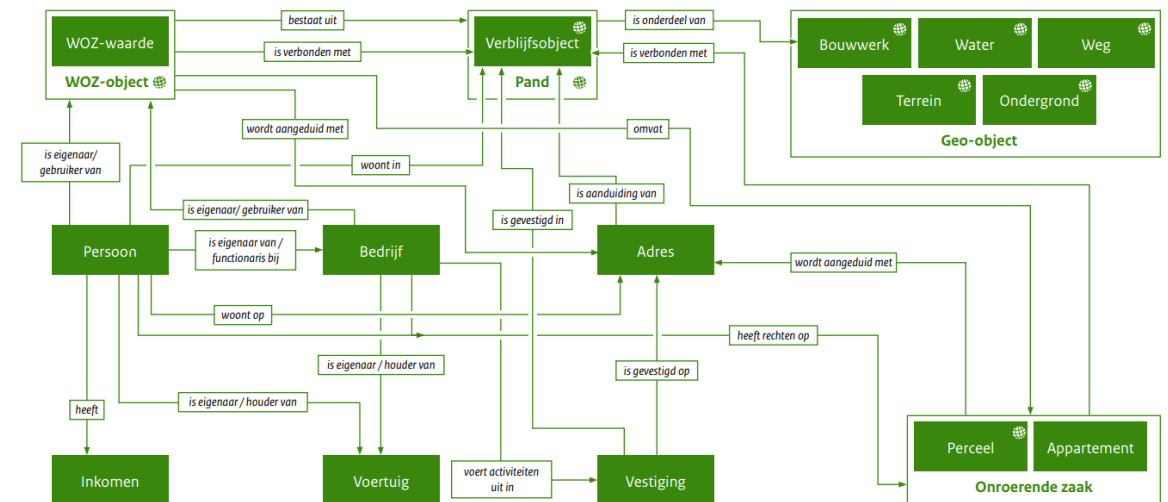 bestaat uit
is onderdeel van
WOZ-waarde
Verblijfsobject
Bouwwerk
Water
Weg
is verbonden met
is verbonden met
WOZ-object
Pand
Terrein
Ondergrond
wordt aangeduid met
omvat
Geo-object
is eigenaar/
gebruiker van
woont in
is aanduiding van
is eigenaar/ gebruiker van
is gevestigd in
Persoon
is eigenaar van /
functionaris bij
Bedrijf
Adres
wordt aangeduid met
woont op
heeft rechten op
is eigenaar / houder van
is gevestigd op
heeft
is eigenaar / houder van
Perceel
Appartement
Inkomen
Voertuig
voert activiteiten
uit in
Vestiging
Onroerende zaak